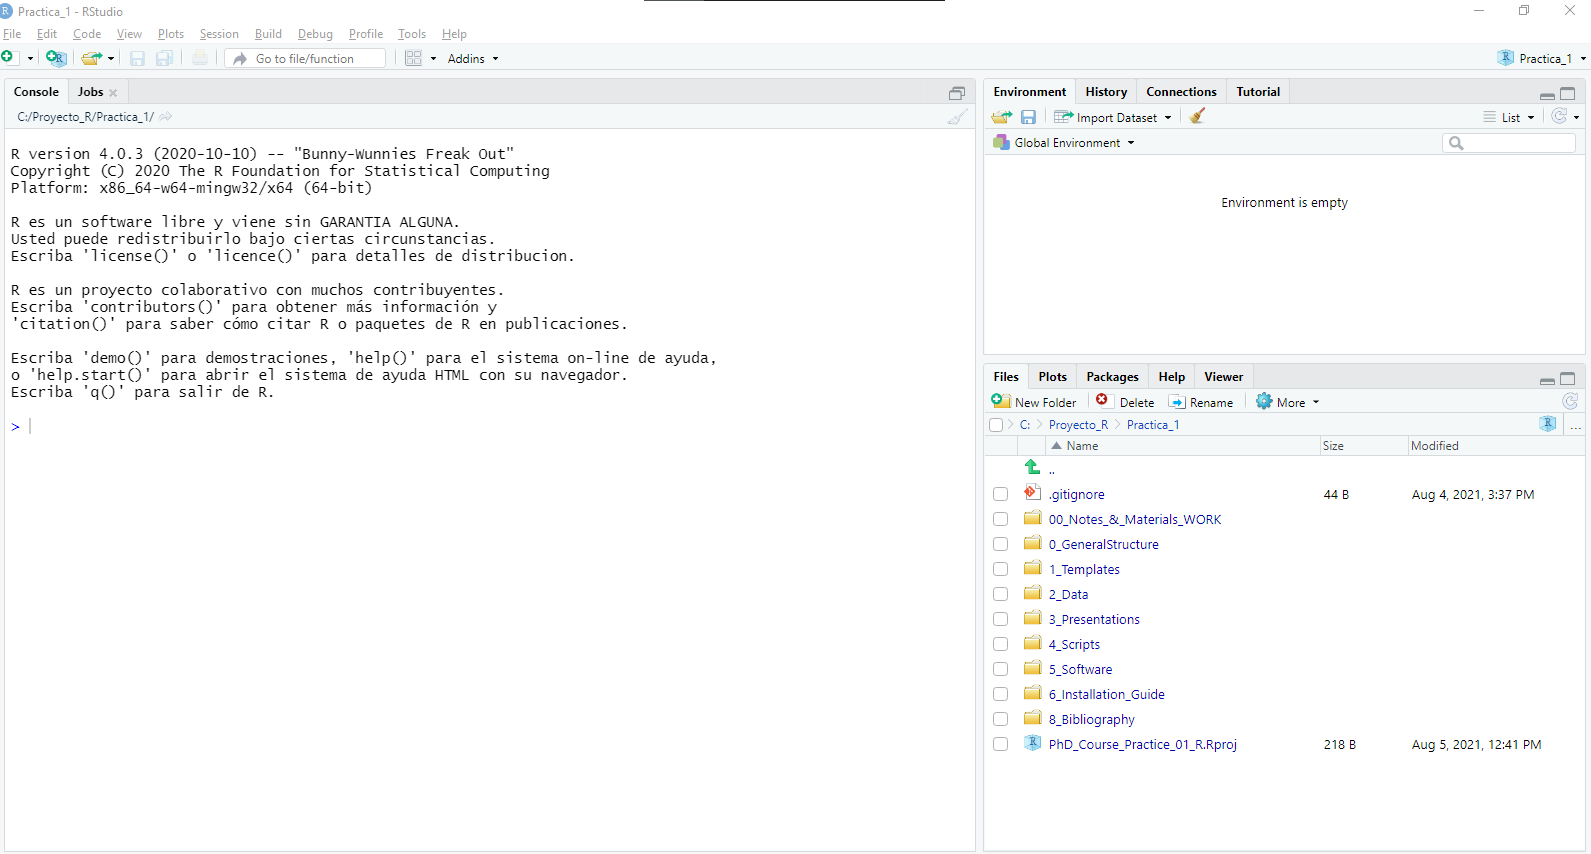 Practica_1 - RStudio
File Edit Code View Plots Session Build Debug Profile Tools Help
Go to file/function Addins Practica_1
Console Jobs
C:/Proyecto_R/Practica_1/
R version 4.0.3 (2020-10-10) -- "Bunny-Wunnies Freak Out"
Copyright (C) 2020 The R Foundation for Statistical Computing
Platform: x86_64-w64-mingw32/x64 (64-bit)
R es un software libre y viene sin GARANTIA ALGUNA.
Usted puede redistribuirlo bajo ciertas circunstancias.
Escriba 'license()' o 'licence()' para detalles de distribucion.
R es un proyecto colaborativo con muchos contribuyentes.
Escriba 'contributors()' para obtener más información y
'citation()' para saber cómo citar R o paquetes de R en publicaciones.
Escriba 'demo()' para demostraciones, 'help()' para el sistema on-line de ayuda,
o 'help.start()' para abrir el sistema de ayuda HTML con su navegador.
Escriba 'q()' para salir de R.
>
Environment History Connections Tutorial
Import Dataset List
Global Environment
Environment is empty
Files Plots Packages Help Viewer
New Folder Delete Rename More
C: Proyecto_R Practica_1 ...
Name Size Modified
..
.gitignore 44 B Aug 4, 2021, 3:37 PM
00_Notes_&_Materials_WORK
0_GeneralStructure
1_Templates
2_Data
3_Presentations
4_Scripts
5_Software
6_Installation_Guide
8_Bibliography
PhD_Course_Practice_01_R.Rproj 218 B Aug 5, 2021, 12:41 PM